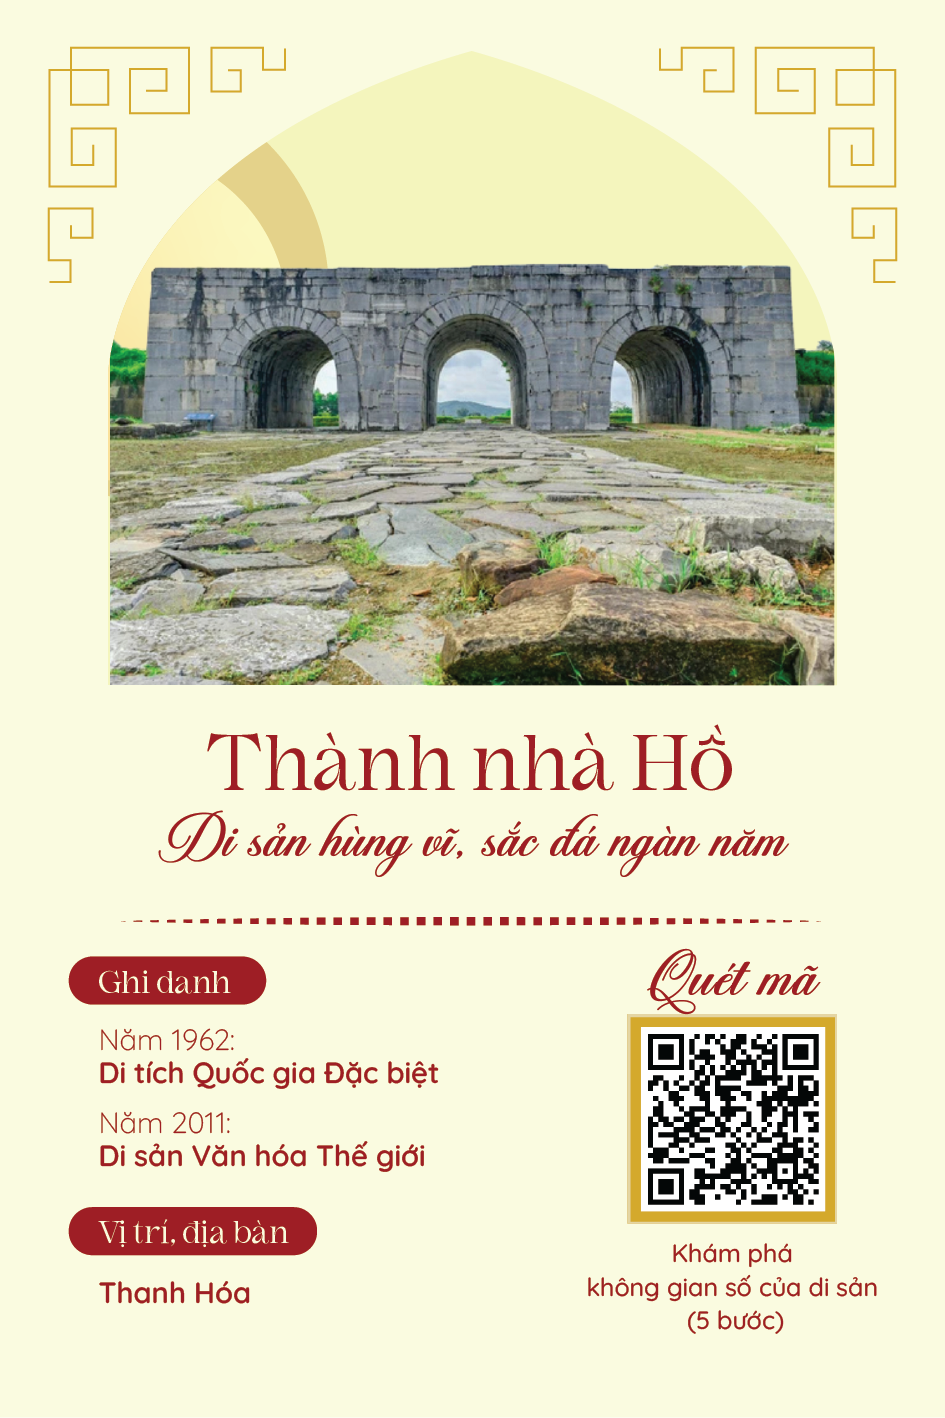 Thành nhà Hồ
Di sản hùng vĩ, sắc đá ngàn năm
Ghi danh
Năm 1962:
Di tích Quốc gia Đặc biệt
Năm 2011:
Di sản Văn hóa Thế giới
Vị trí, địa bàn
Thanh Hóa
Quét mã
Khám phá
không gian số của di sản
(5 bước)